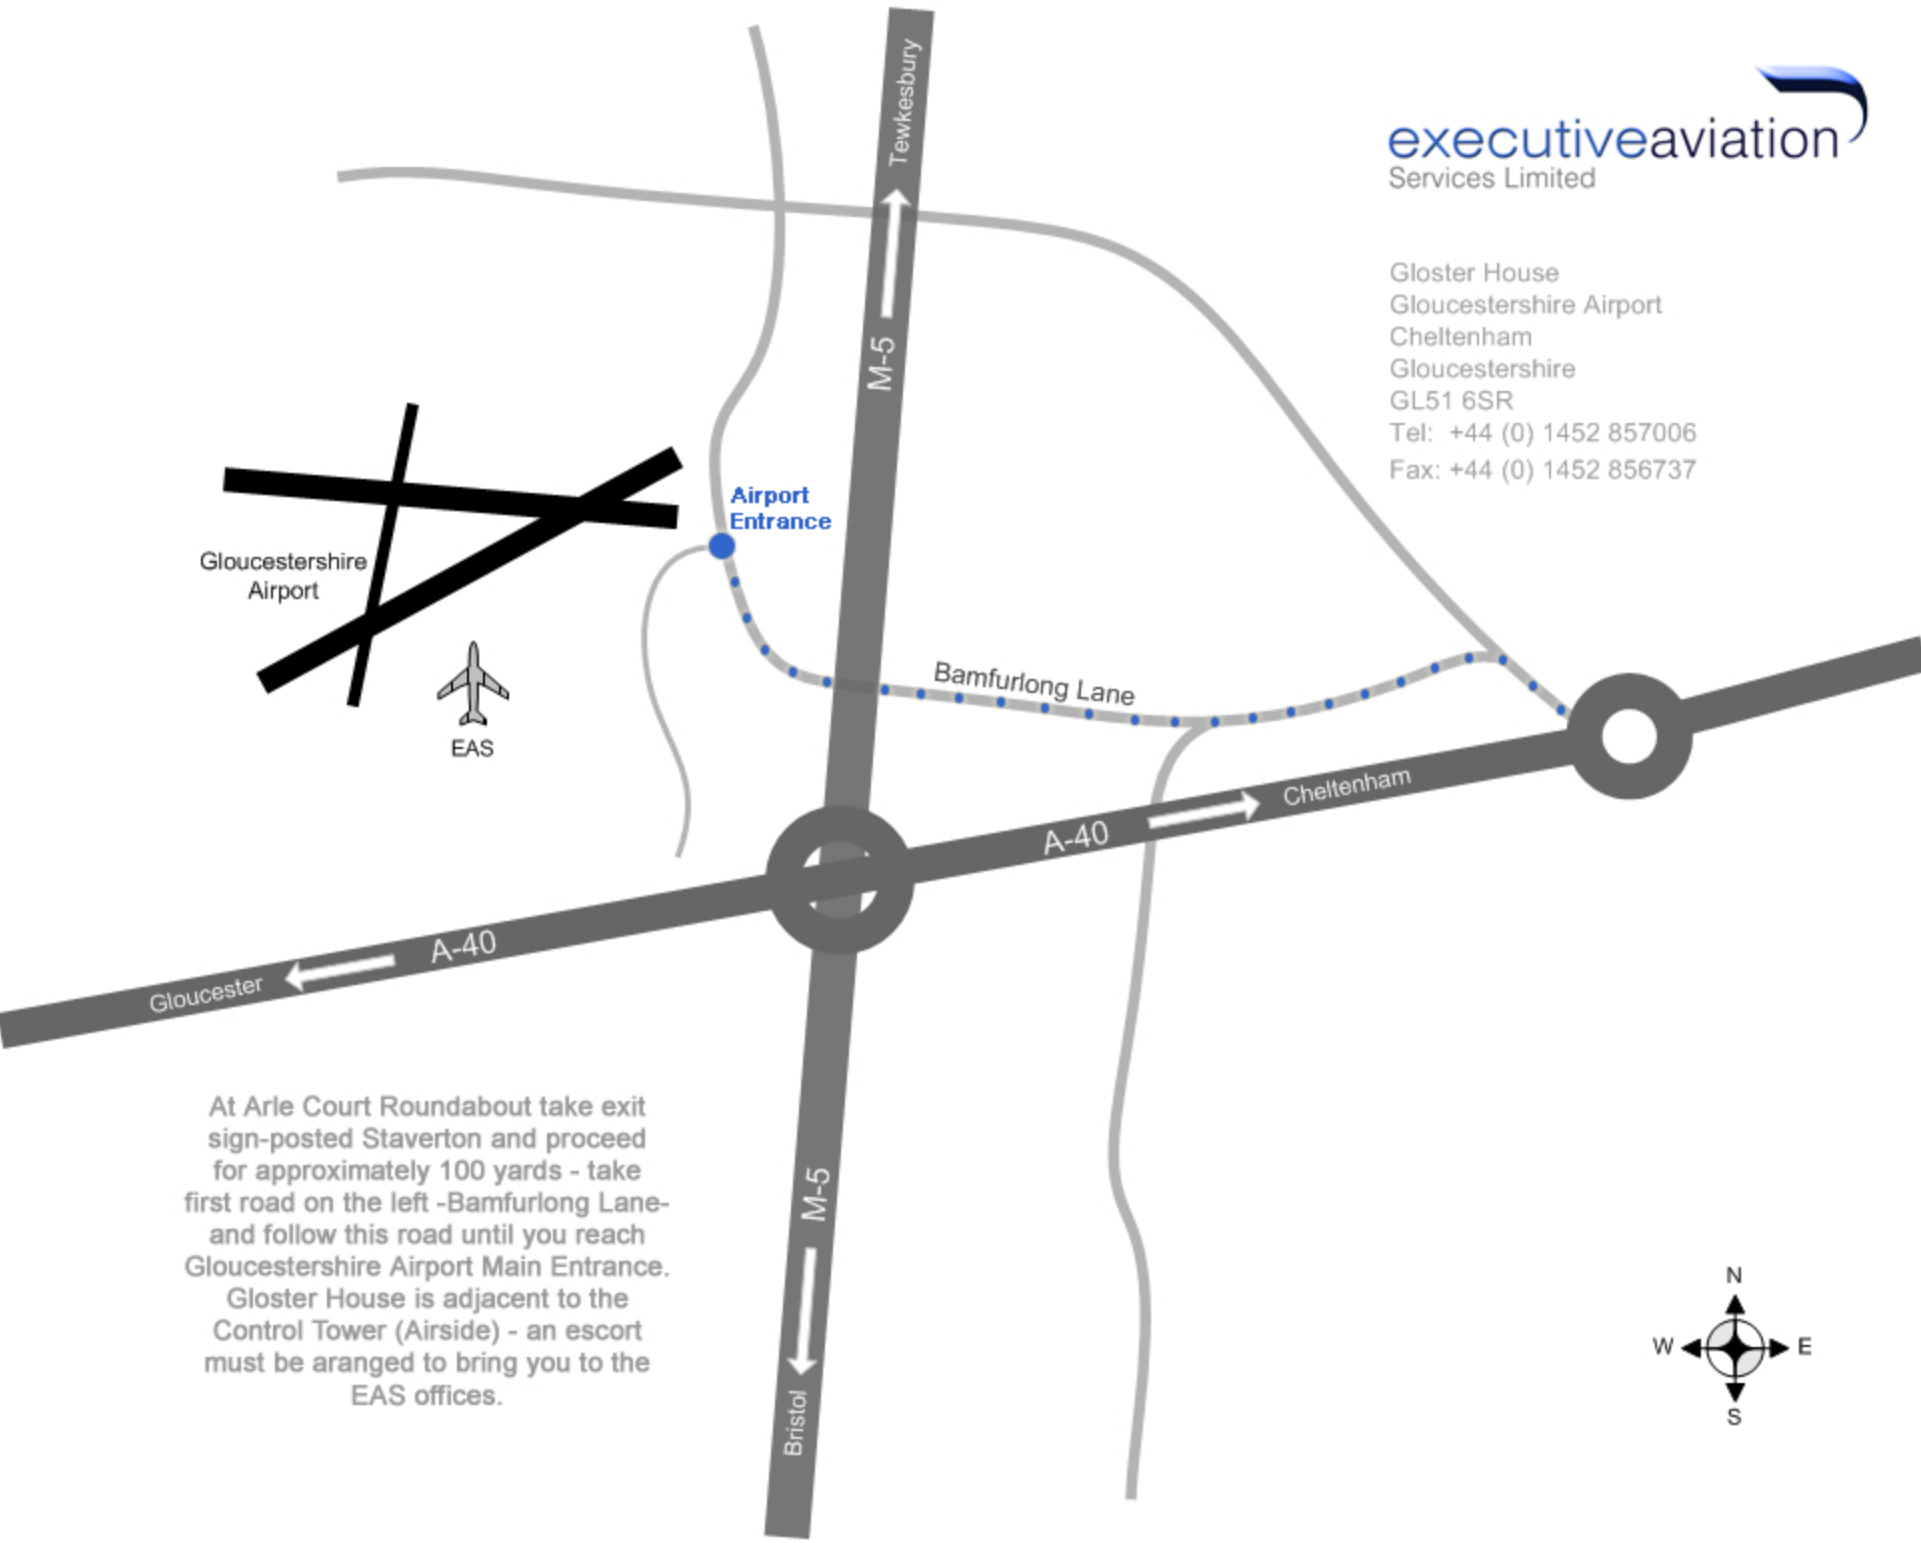 Tewkesbury
M-5
executiveaviation
Services Limited
Gloster House
Gloucestershire Airport
Cheltenham
Gloucestershire
GL51 6SR
Tel: +44 (0) 1452 857006
Fax: +44 (0) 1452 856737
Airport
Entrance
Gloucestershire
Airport
EAS
Bamfurlong Lane
Cheltenham
A-40
A-40
Gloucester
At Arle Court Roundabout take exit
sign-posted Staverton and proceed
for approximately 100 yards - take
first road on the left -Bamfurlong Lane-
and follow this road until you reach
Gloucestershire Airport Main Entrance.
Gloster House is adjacent to the
Control Tower (Airside) - an escort
must be aranged to bring you to the
EAS offices.
M-5
Bristol
N
W
E
S